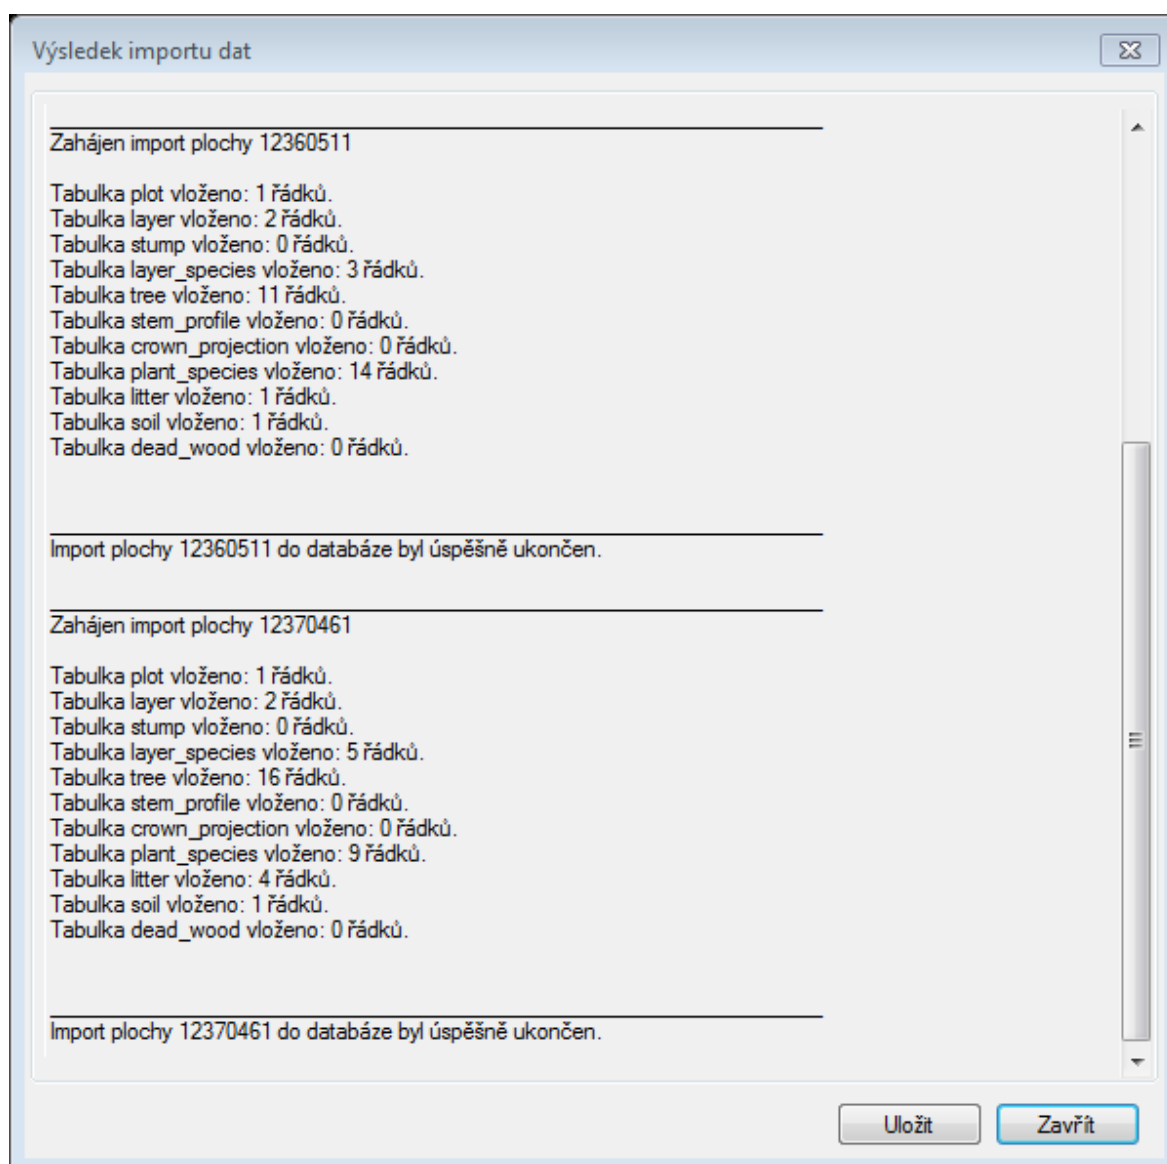 Výsledek importu dat
Zahájen import plochy 12360511
Tabulka plot vloženo: 1 řádků.
Tabulka layer vloženo: 2 řádků.
Tabulka stump vloženo: 0 řádků.
Tabulka layer_species vloženo: 3 řádků.
Tabulka tree vloženo: 11 řádků.
Tabulka stem_profile vloženo: 0 řádků.
Tabulka crown_projection vloženo: 0 řádků.
Tabulka plant_species vloženo: 14 řádků.
Tabulka litter vloženo: 1 řádků.
Tabulka soil vloženo: 1 řádků.
Tabulka dead_wood vloženo: 0 řádků.
Import plochy 12360511 do databáze byl úspěšně ukončen.
Zahájen import plochy 12370461
Tabulka plot vloženo: 1 řádků.
Tabulka layer vloženo: 2 řádků.
Tabulka stump vloženo: 0 řádků.
Tabulka layer_species vloženo: 5 řádků.
Tabulka tree vloženo: 16 řádků.
Tabulka stem_profile vloženo: 0 řádků.
Tabulka crown_projection vloženo: 0 řádků.
Tabulka plant_species vloženo: 9 řádků.
Tabulka litter vloženo: 4 řádků.
Tabulka soil vloženo: 1 řádků.
Tabulka dead_wood vloženo: 0 řádků.
Import plochy 12370461 do databáze byl úspěšně ukončen.
Uložit Zavřít